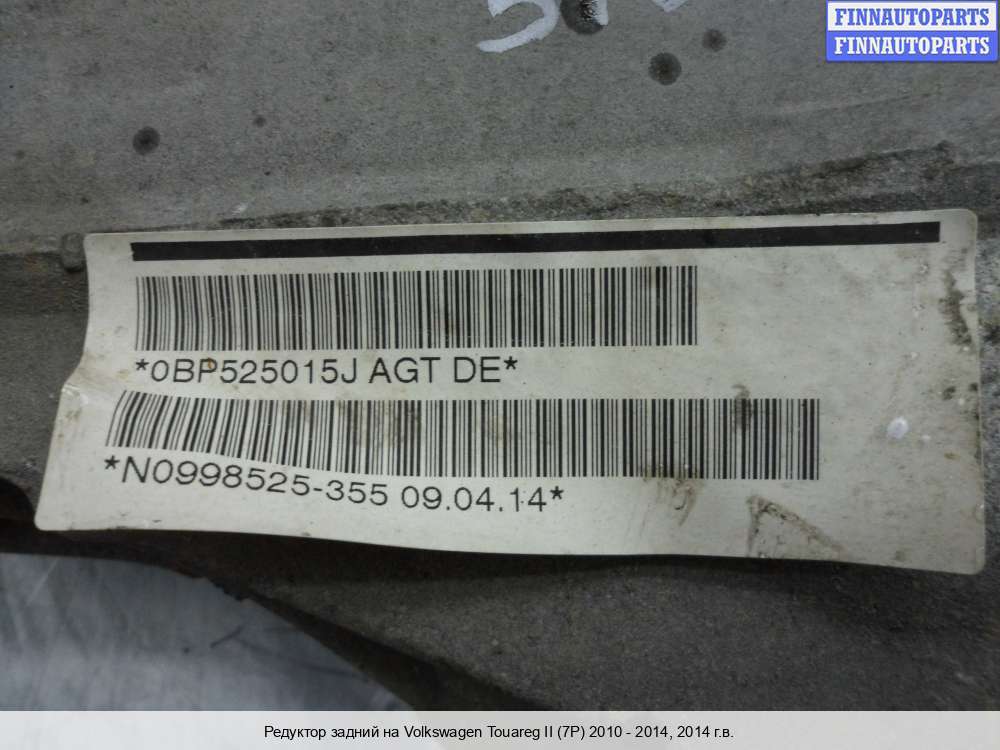 FINNAUTOPARTS
FINNAUTOPARTS
*0BP525015J AGT DE*
*N0998525-355 09.04.14*
Редуктор задний на Volkswagen Touareg II (7P) 2010 - 2014, 2014 г.в.